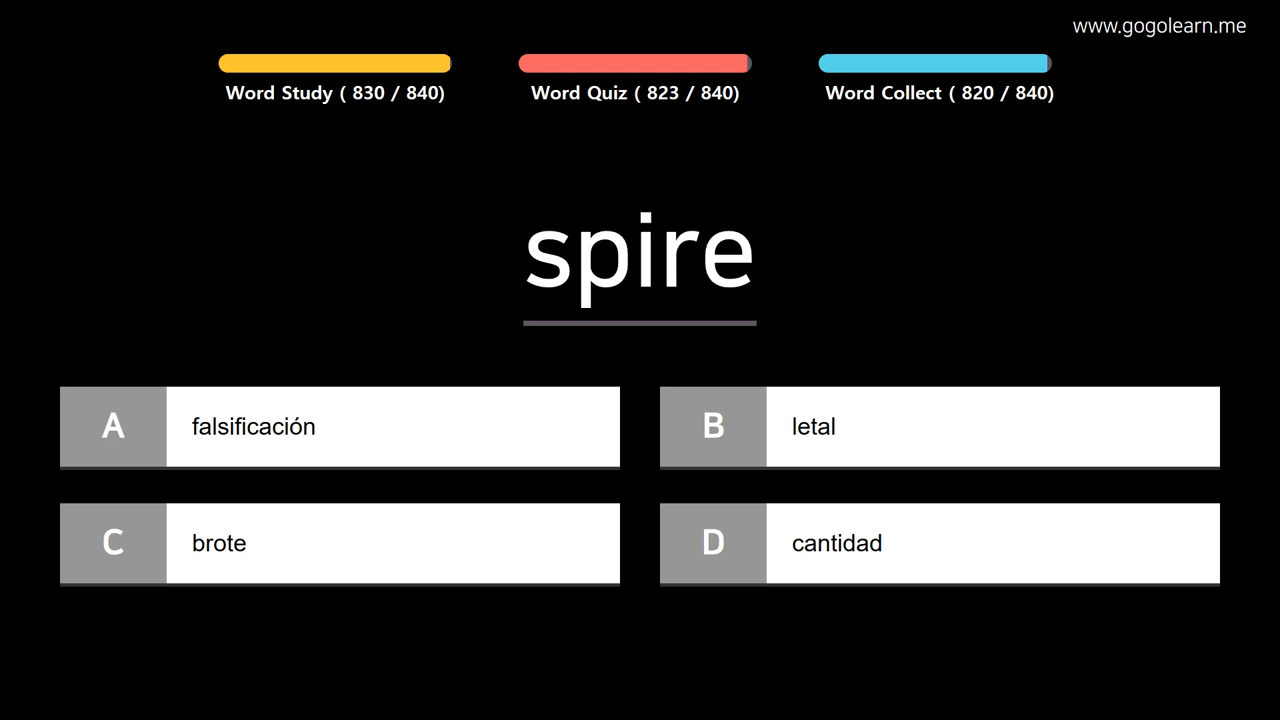 www.gogolearn.me
Word Study ( 830 / 840)
Word Quiz ( 823 / 840)
Word Collect ( 820 / 840)
spire
A falsificación
B letal
C brote
D cantidad